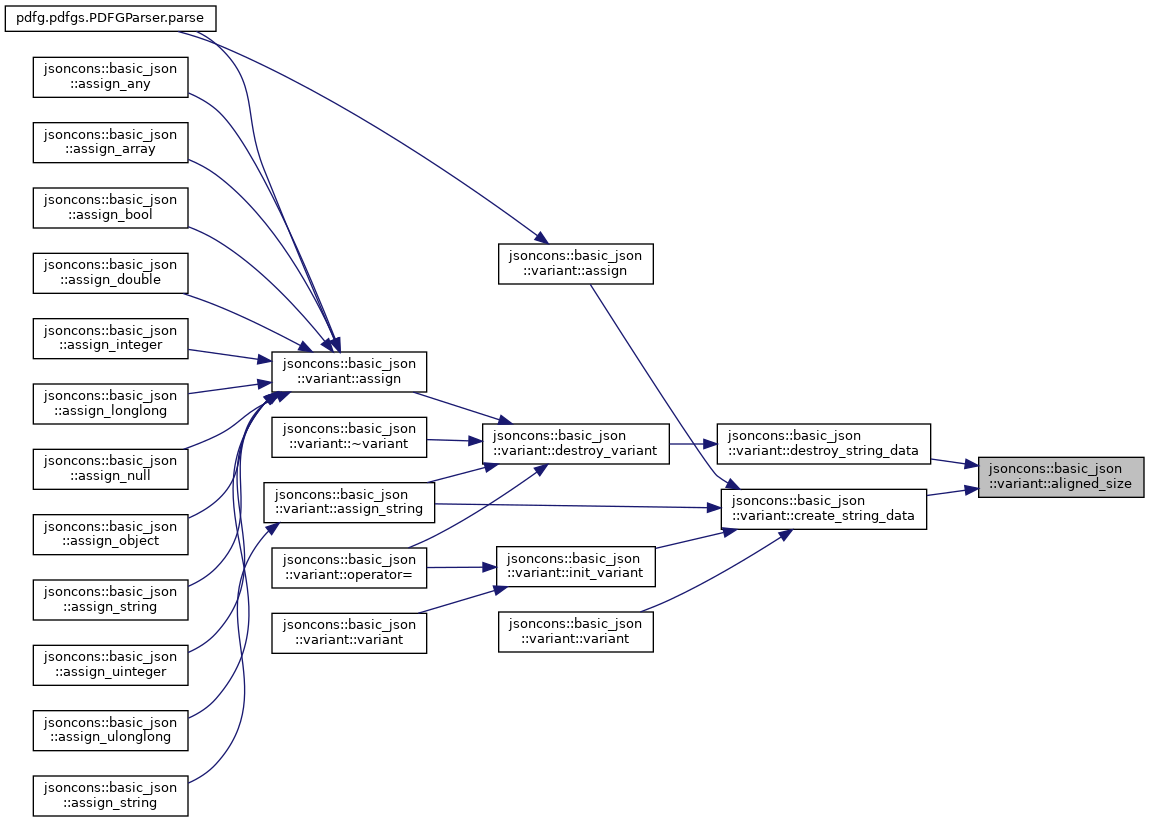 pdfg.pdfgs.PDFGParser.parse
jsoncons::basic_json
::assign_any
jsoncons::basic_json
::assign_array
jsoncons::basic_json
::assign_bool
jsoncons::basic_json
::assign_double
jsoncons::basic_json
::assign_integer
jsoncons::basic_json
::assign_longlong
jsoncons::basic_json
::assign_null
jsoncons::basic_json
::assign_object
jsoncons::basic_json
::assign_string
jsoncons::basic_json
::assign_uinteger
jsoncons::basic_json
::assign_ulonglong
jsoncons::basic_json
::assign_string
jsoncons::basic_json
::variant::assign
jsoncons::basic_json
::variant::~variant
jsoncons::basic_json
::variant::assign_string
jsoncons::basic_json
::variant::operator=
jsoncons::basic_json
::variant::variant
jsoncons::basic_json
::variant::assign
jsoncons::basic_json
::variant::destroy_variant
jsoncons::basic_json
::variant::init_variant
jsoncons::basic_json
::variant::variant
jsoncons::basic_json
::variant::destroy_string_data
jsoncons::basic_json
::variant::create_string_data
jsoncons::basic_json
::variant::aligned_size